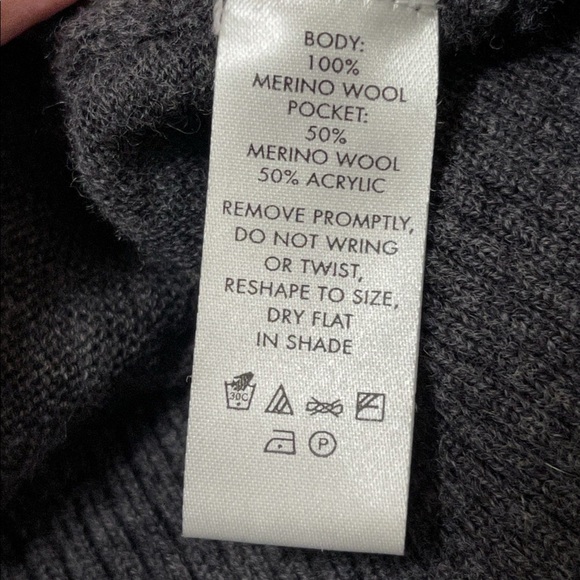 BODY:
100%
MERINO WOOL
POCKET:
50%
MERINO WOOL
50% ACRYLIC
REMOVE PROMPTLY,
DO NOT WRING
OR TWIST,
RESHAPE TO SIZE,
DRY FLAT
IN SHADE
30C
P